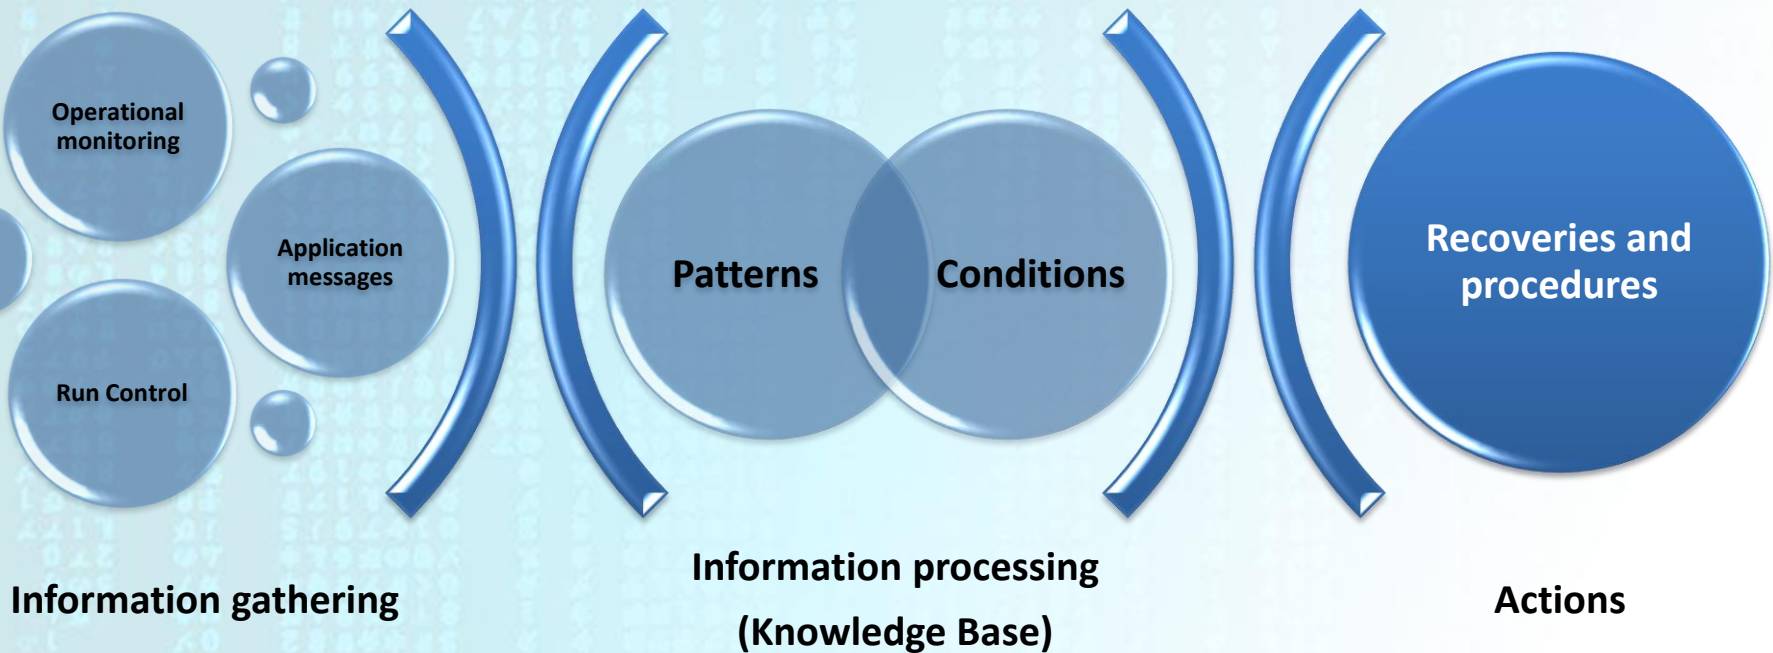 Operational
monitoring
Application
messages
Run Control
Patterns
Conditions
Recoveries and
procedures
Information gathering
Information processing
(Knowledge Base)
Actions